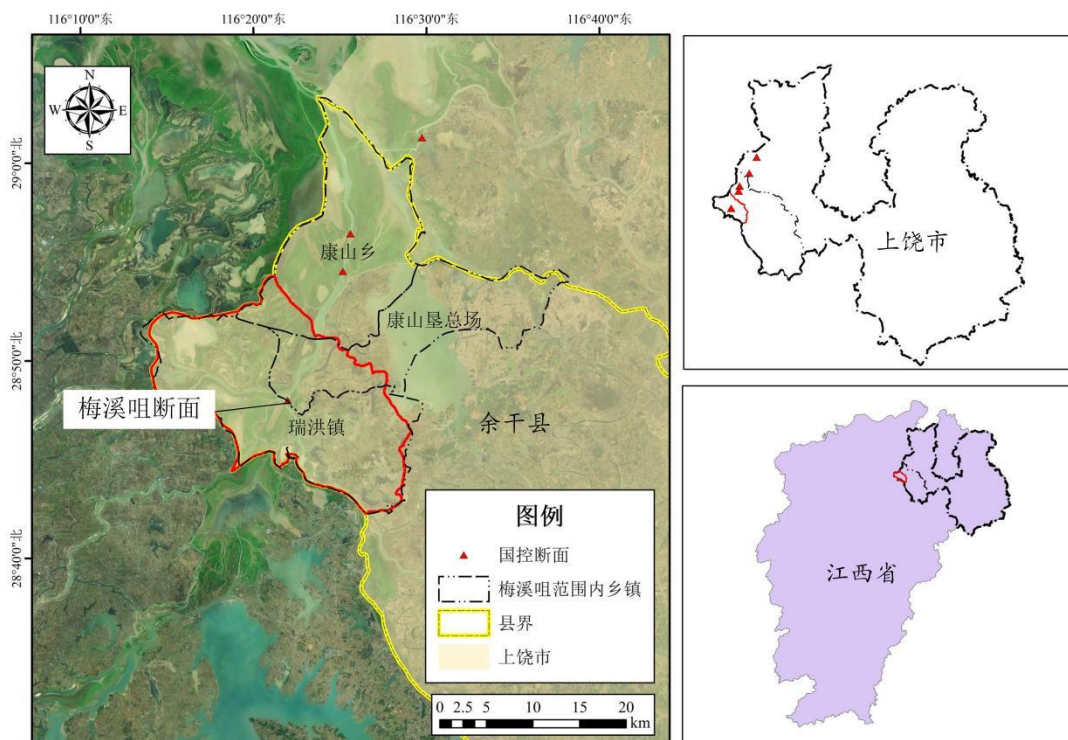 116°10'0"东
116°20'0"东
116°30'0"东
116°40'0"东
29°0'0"北
28°50'0"北
28°40'0"北
N
W
E
S
康山乡
康山垦总场
梅溪咀断面
瑞洪镇
余干县
图例
国控断面
梅溪咀范围内乡镇
县界
上饶市
0 2.5 5 10 15 20
km
上饶市
江西省